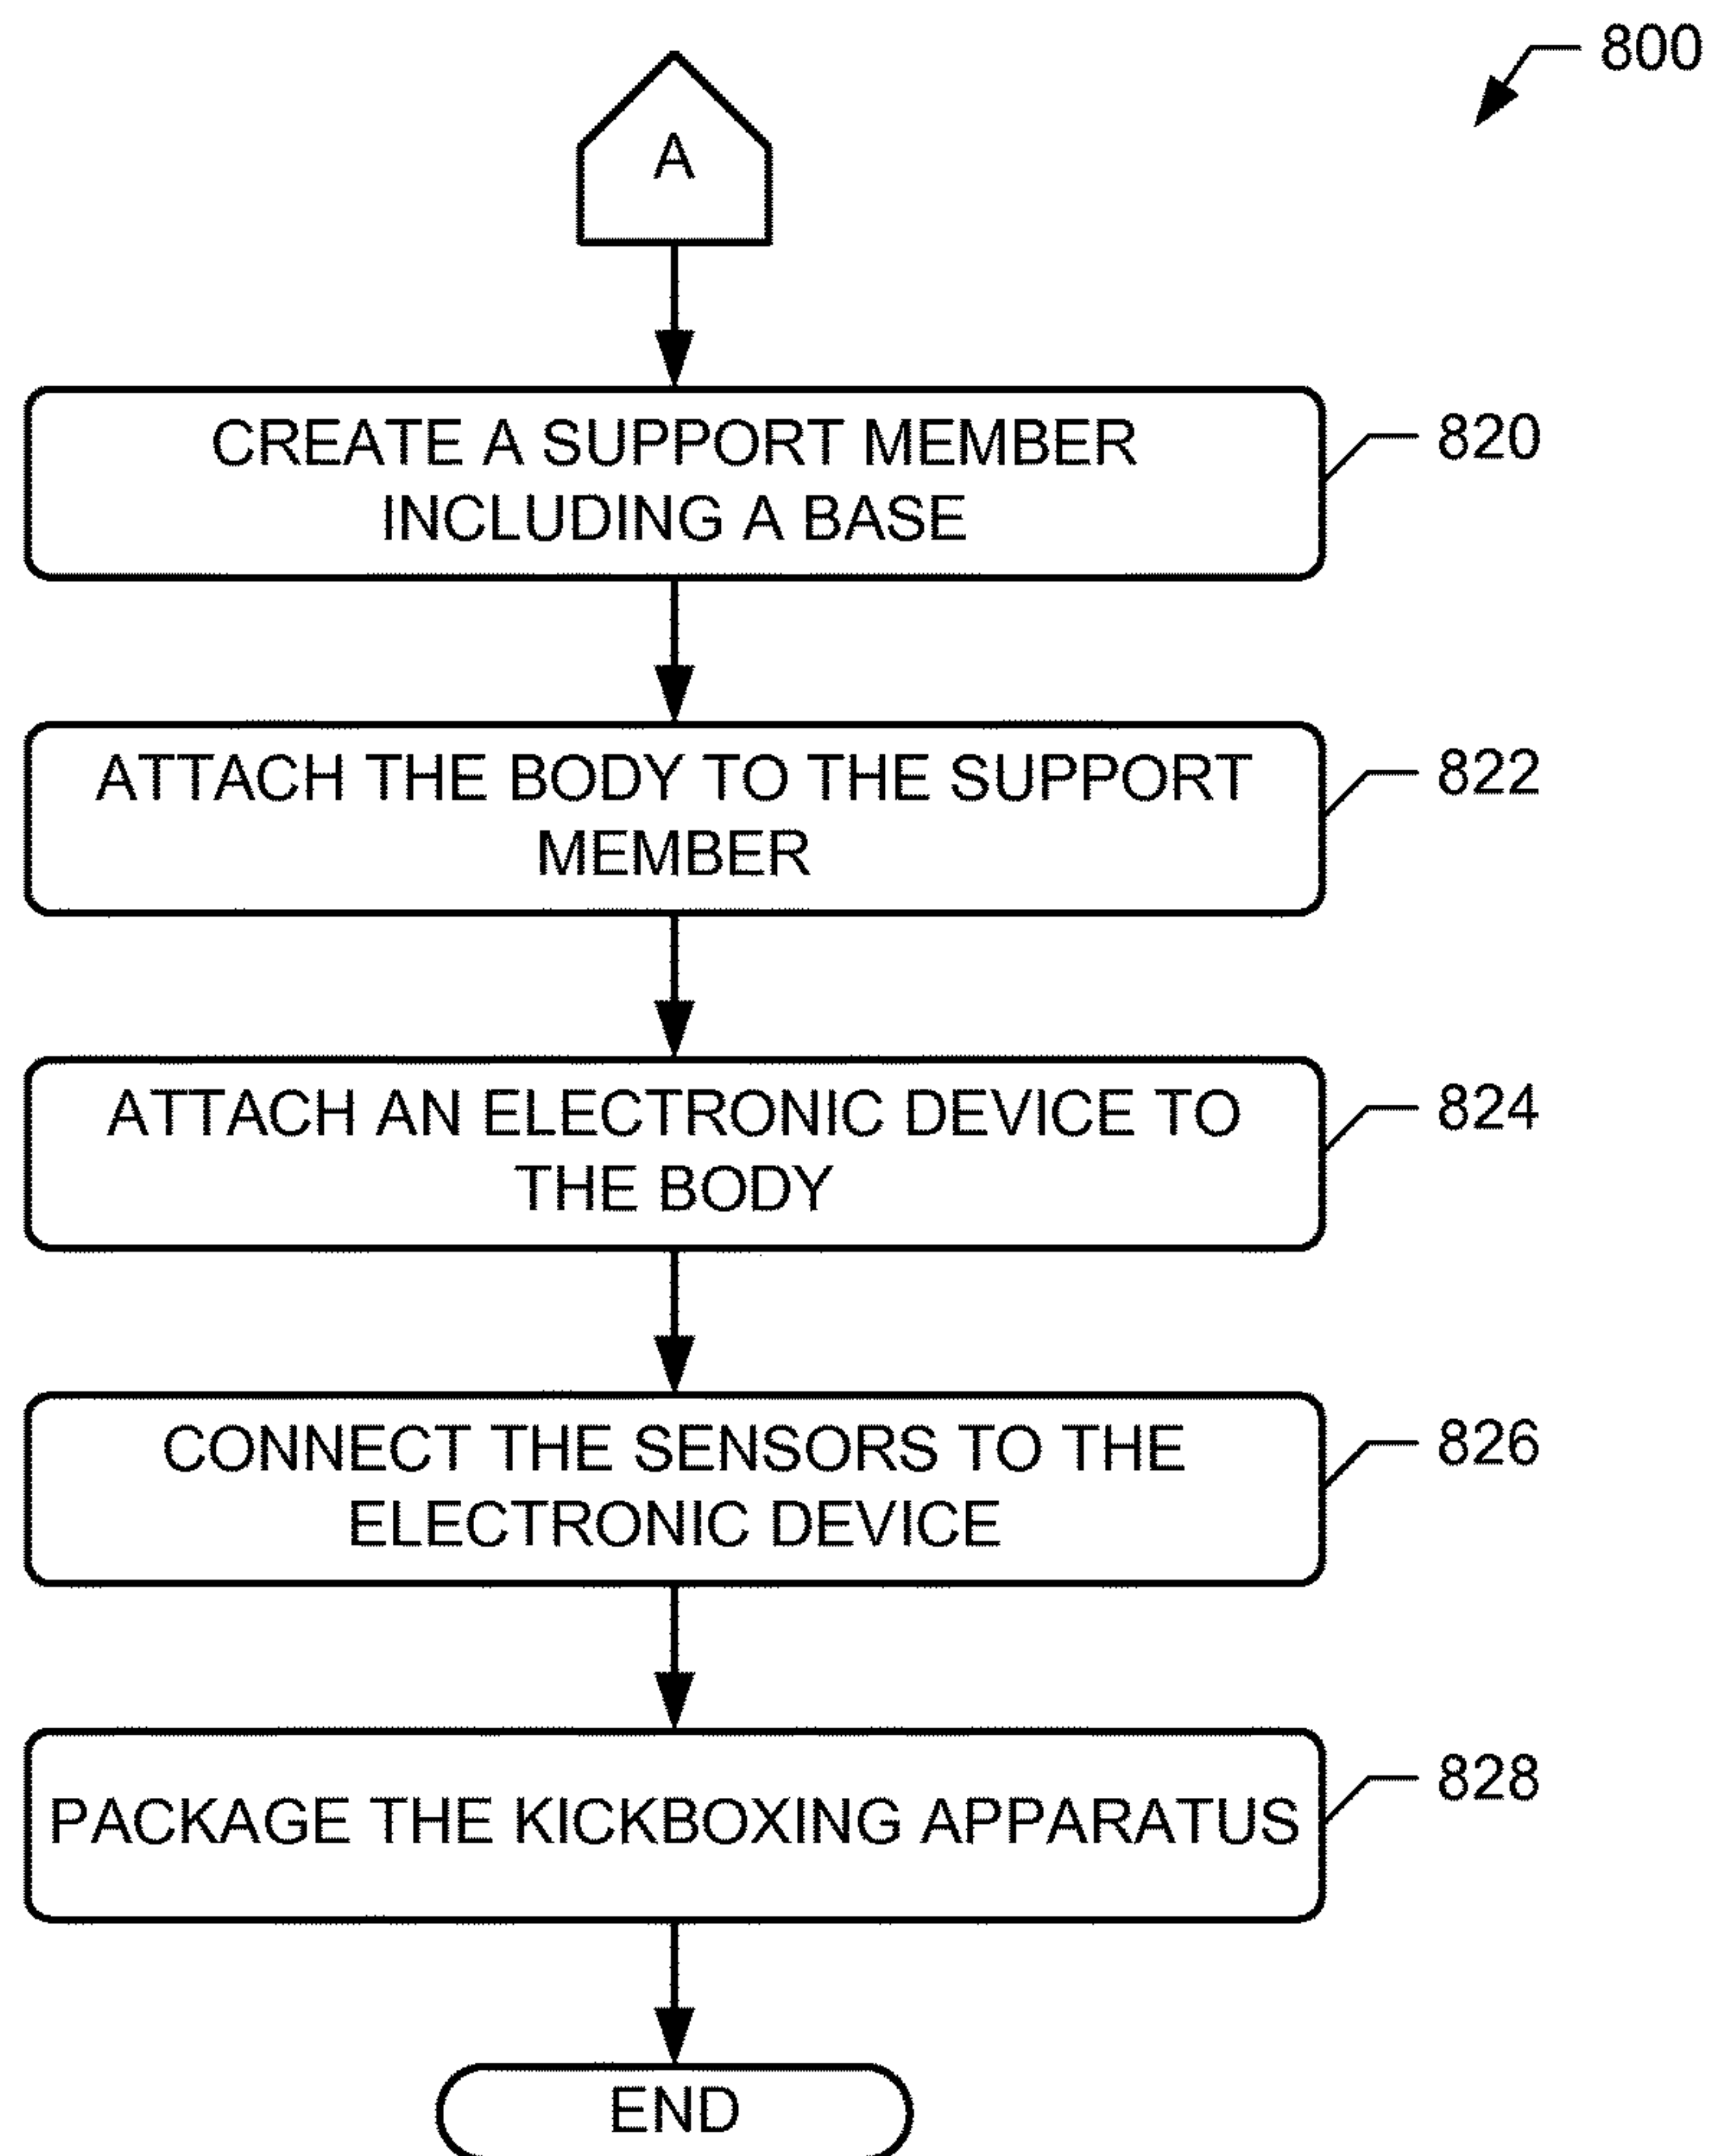 800
A
CREATE A SUPPORT MEMBER
INCLUDING A BASE
820
ATTACH THE BODY TO THE SUPPORT
MEMBER
822
ATTACH AN ELECTRONIC DEVICE TO
THE BODY
824
CONNECT THE SENSORS TO THE
ELECTRONIC DEVICE
826
PACKAGE THE KICKBOXING APPARATUS
828
END